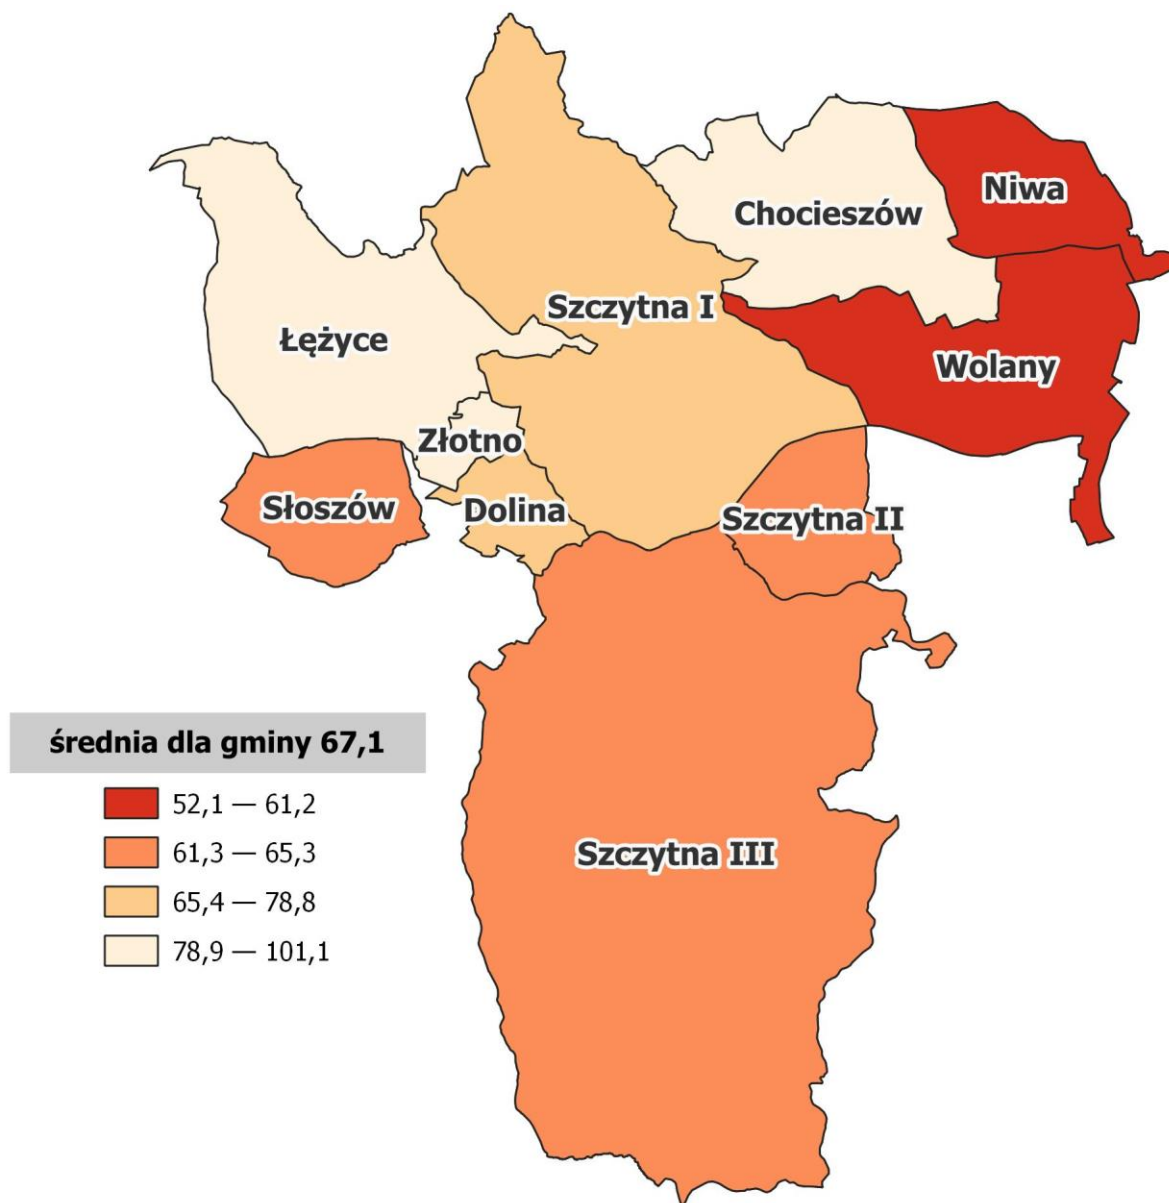 Niwa
Chocieszów
Szczytna I
Łężyce
Wolany
Złotno
Słoszów
Dolina
Szczytna II
średnia dla gminy 67,1
52,1 — 61,2
61,3 — 65,3
65,4 — 78,8
78,9 — 101,1
Szczytna III